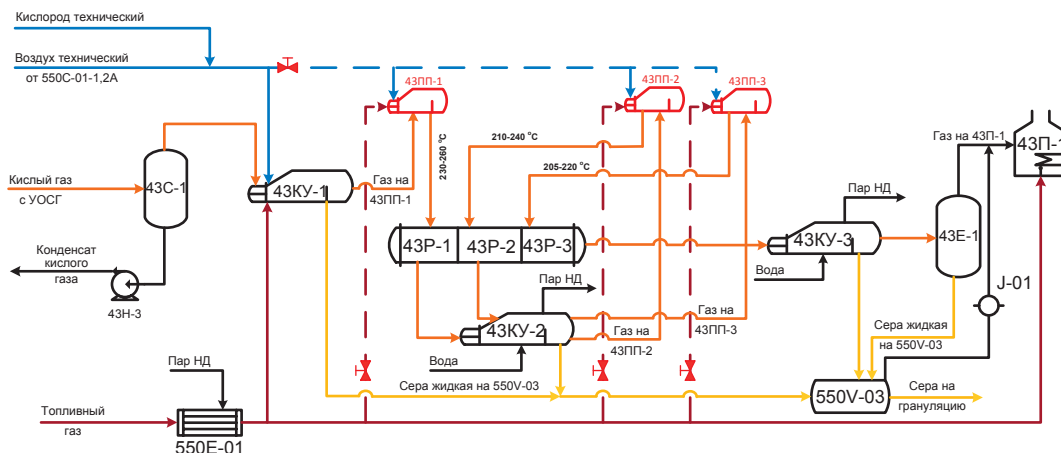 Кислород технический
Воздух технический
от 550С-01-1,2А
43ПП-1
43ПП-2
43ПП-3
230-260 °С
210-240 °С
205-220 °С
Газ на 43П-1
43П-1
Кислый газ
с УОСГ
43С-1
43КУ-1
Газ на
43ПП-1
43Р-1
43Р-2
43Р-3
Пар НД
43КУ-3
43Е-1
Конденсат
кислого
газа
43Н-3
Вода
Пар НД
J-01
43КУ-2
Газ на
43ПП-3
Газ на
43ПП-2
Вода
Сера жидкая
на 550V-03
Пар НД
Сера жидкая на 550V-03
550V-03
Сера на
грануляцию
Топливный
газ
550Е-01